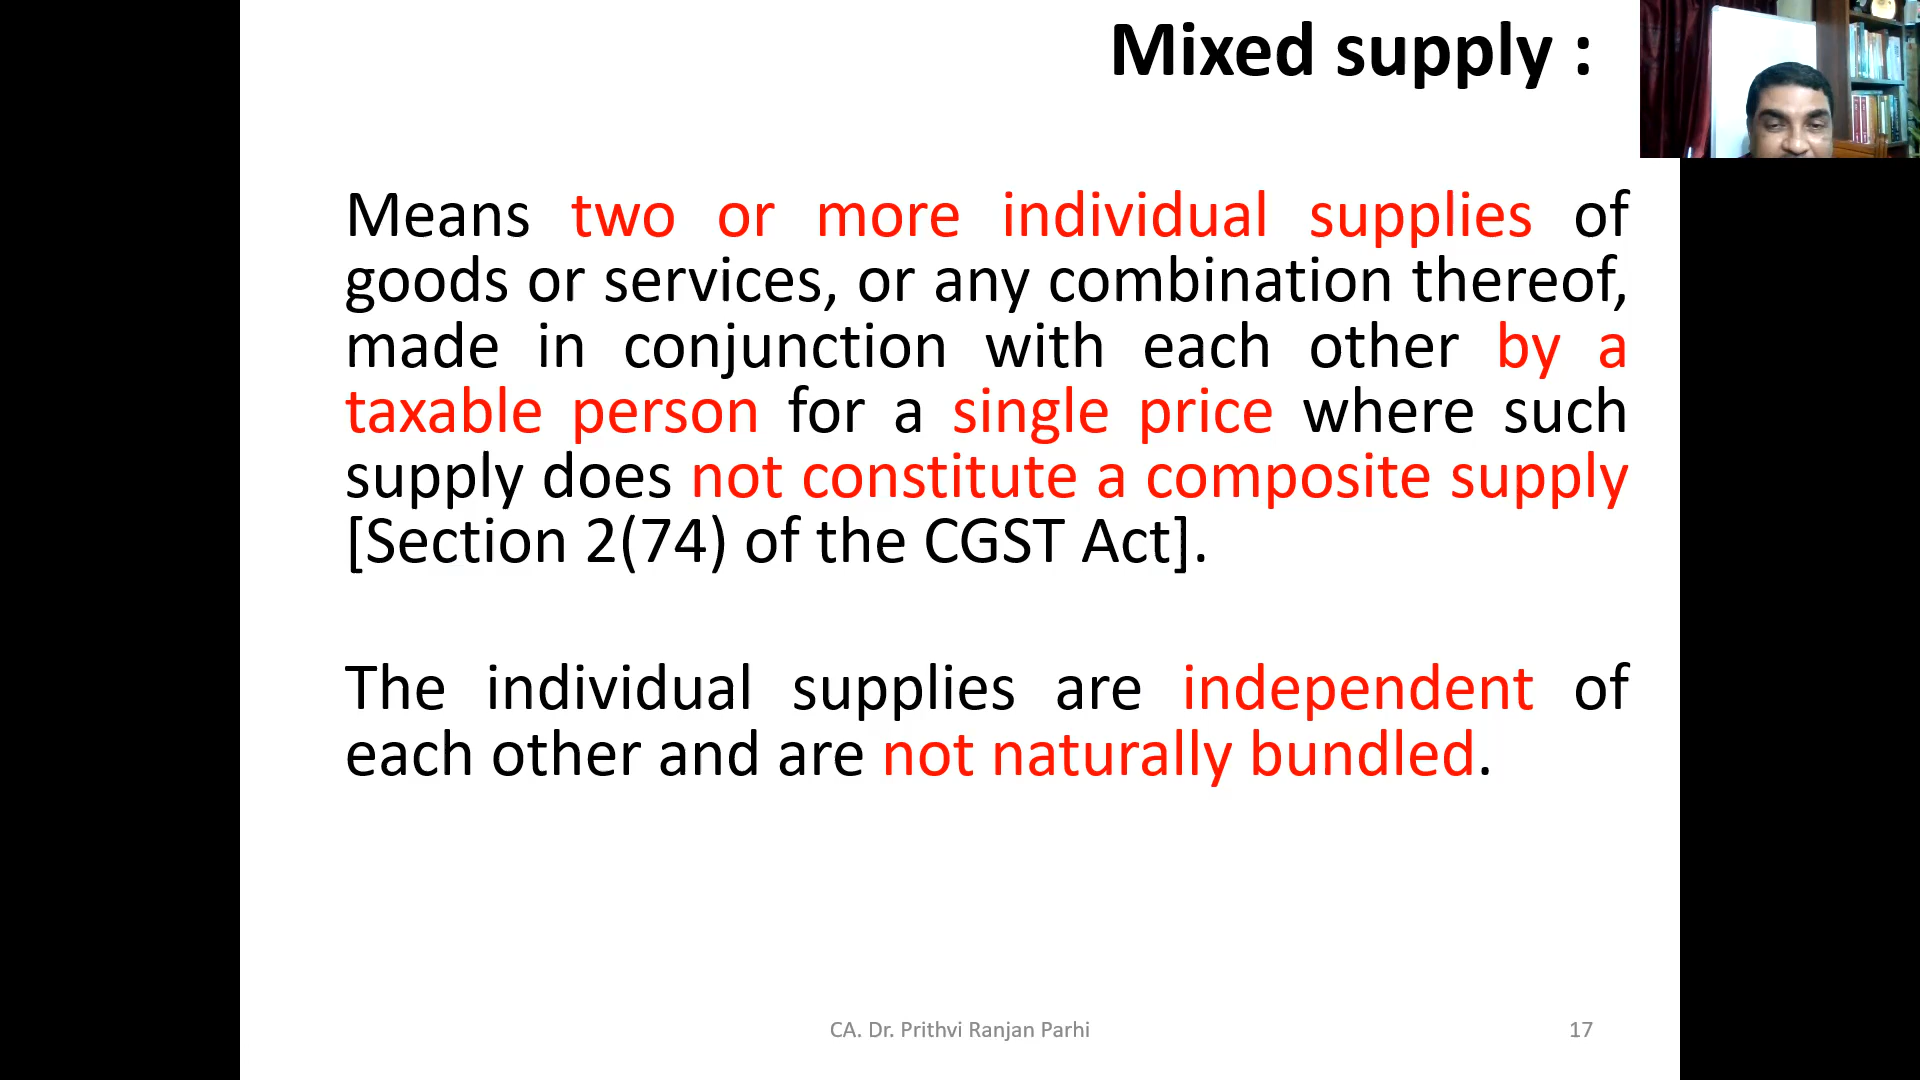 Mixed supply :
Means two or more individual supplies of
goods or services, or any combination thereof,
made in conjunction with each other by a
taxable person for a single price where such
supply does not constitute a composite supply
[Section 2(74) of the CGST Act].
The individual supplies are independent of
each other and are not naturally bundled.
CA. Dr. Prithvi Ranjan Parhi
17